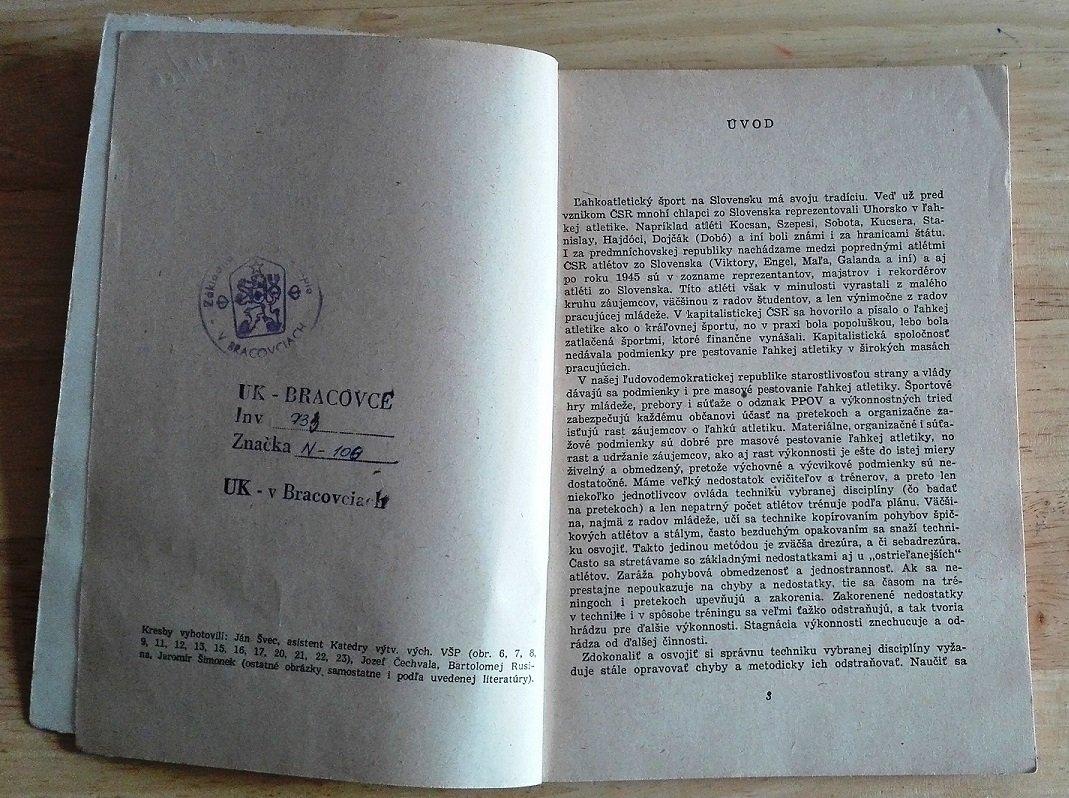 V BRACOVCIACH
UK - BRACOVCE
Inv
Značka N-106
UK - v Bracovciach
Kresby vyhotovili: Ján Švec, asistent Katedry výtv. vých. VŠP (obr. 6, 7, 8,
9, 11, 12, 13, 15, 16, 17, 20, 21, 22, 23), Jozef Čechvala, Bartolomej Rusi-
na, Jaromír Šimonek (ostatné obrázky samostatne i podľa uvedenej literatúry).
ÚVOD
Ľahkoatletický šport na Slovensku má svoju tradíciu. Veď už pred
vznikom ČSR mnohí chlapci zo Slovenska reprezentovali Uhorsko v ľah-
kej atletike. Napríklad atléti Kocsan, Szepesi, Sobota, Kucsera, Sta-
nislay, Hajdóci, Dojčák (Dobó) a iní boli známi i za hranicami štátu.
I za predmníchovskej republiky nachádzame medzi poprednými atlétmi
ČSR atlétov zo Slovenska (Viktory, Engel, Maľa, Galanda a iní) a aj
po roku 1945 sú v zozname reprezentantov, majstrov i rekordérov
atléti zo Slovenska. Títo atléti však v minulosti vyrastali z malého
kruhu záujemcov, väčšinou z radov študentov, a len výnimočne z radov
pracujúcej mládeže. V kapitalistickej ČSR sa hovorilo a písalo o ľahkej
atletike ako o kráľovnej športu, no v praxi bola popoluškou, lebo bola
zatlačená športmi, ktoré finančne vynášali. Kapitalistická spoločnosť
nedávala podmienky pre pestovanie ľahkej atletiky v širokých masách
pracujúcich.
V našej ľudovodemokratickej republike starostlivosťou strany a vlády
dávajú sa podmienky i pre masové pestovanie ľahkej atletiky. Športové
hry mládeže, prebory i súťaže o odznak PPOV a výkonnostných tried
zabezpečujú každému občanovi účasť na pretekoch a organizačne za-
isťujú rast záujemcov o ľahkú atletiku. Materiálne, organizačné i súťa-
žové podmienky sú dobré pre masové pestovanie ľahkej atletiky, no
rast a udržanie záujemcov, ako aj rast výkonnosti je ešte do istej miery
živelný a obmedzený, pretože výchovné a výcvikové podmienky sú ne-
dostatočné. Máme veľký nedostatok cvičiteľov a trénerov, a preto len
niekoľko jednotlivcov ovláda techniku vybranej disciplíny (čo badať
na pretekoch) a len nepatrný počet atlétov trénuje podľa plánu. Väčši-
na, najmä z radov mládeže, učí sa technike kopírovaním pohybov špič-
kových atlétov a stálym, často bezduchým opakovaním sa snaží techni-
ku osvojiť. Takto jedinou metódou je zväčša drezúra, a či sebadrezúra.
Často sa stretávame so základnými nedostatkami aj u „ostrieľanejších“
atlétov. Zaráža pohybová obmedzenosť a jednostrannosť. Ak sa ne-
prestajne nepoukazuje na chyby a nedostatky, tie sa časom na tré-
ningoch i pretekoch upevňujú a zakorenia. Zakorenené nedostatky
v technike i v spôsobe tréningu sa veľmi ťažko odstraňujú, a tak tvoria
hrádzu pre ďalšie výkonnosti. Stagnácia výkonnosti znechucuje a od-
rádza od ďalšej činnosti.
Zdokonaliť a osvojiť si správnu techniku vybranej disciplíny vyža-
duje stále opravovať chyby a metodicky ich odstraňovať. Naučiť sa
3